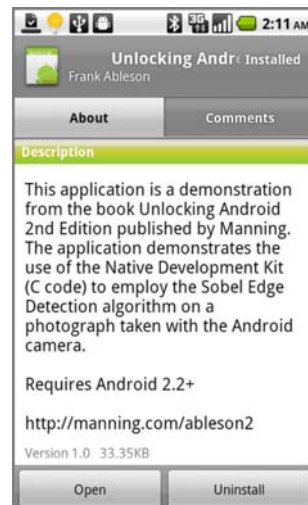 3G 2:11 AM
Unlocking Andr Installed
Frank Ableson
About Comments
Description
This application is a demonstration
from the book Unlocking Android
2nd Edition published by Manning.
The application demonstrates the
use of the Native Development Kit
(C code) to employ the Sobel Edge
Detection algorithm on a
photograph taken with the Android
camera.
Requires Android 2.2+
http://manning.com/ableson2
Version 1.0 33.35KB
Open Uninstall